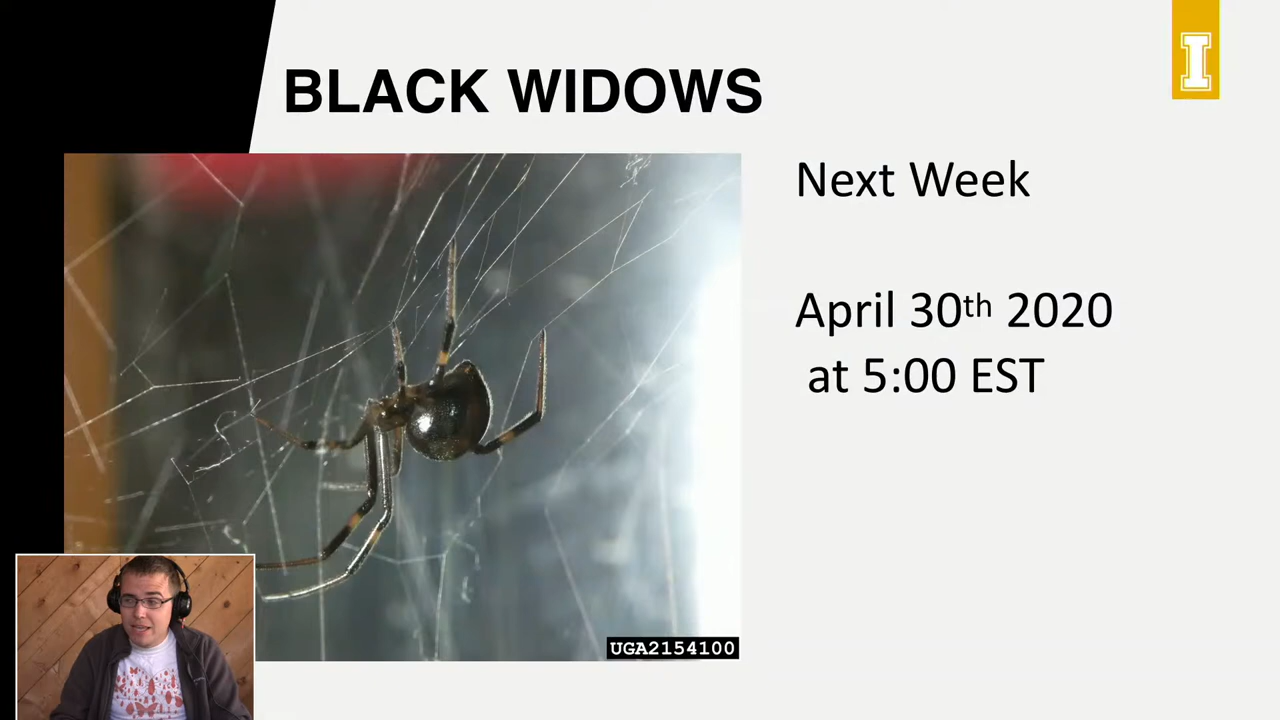 BLACK WIDOWS
I
Next Week
April 30th 2020
at 5:00 EST
UGA2154100